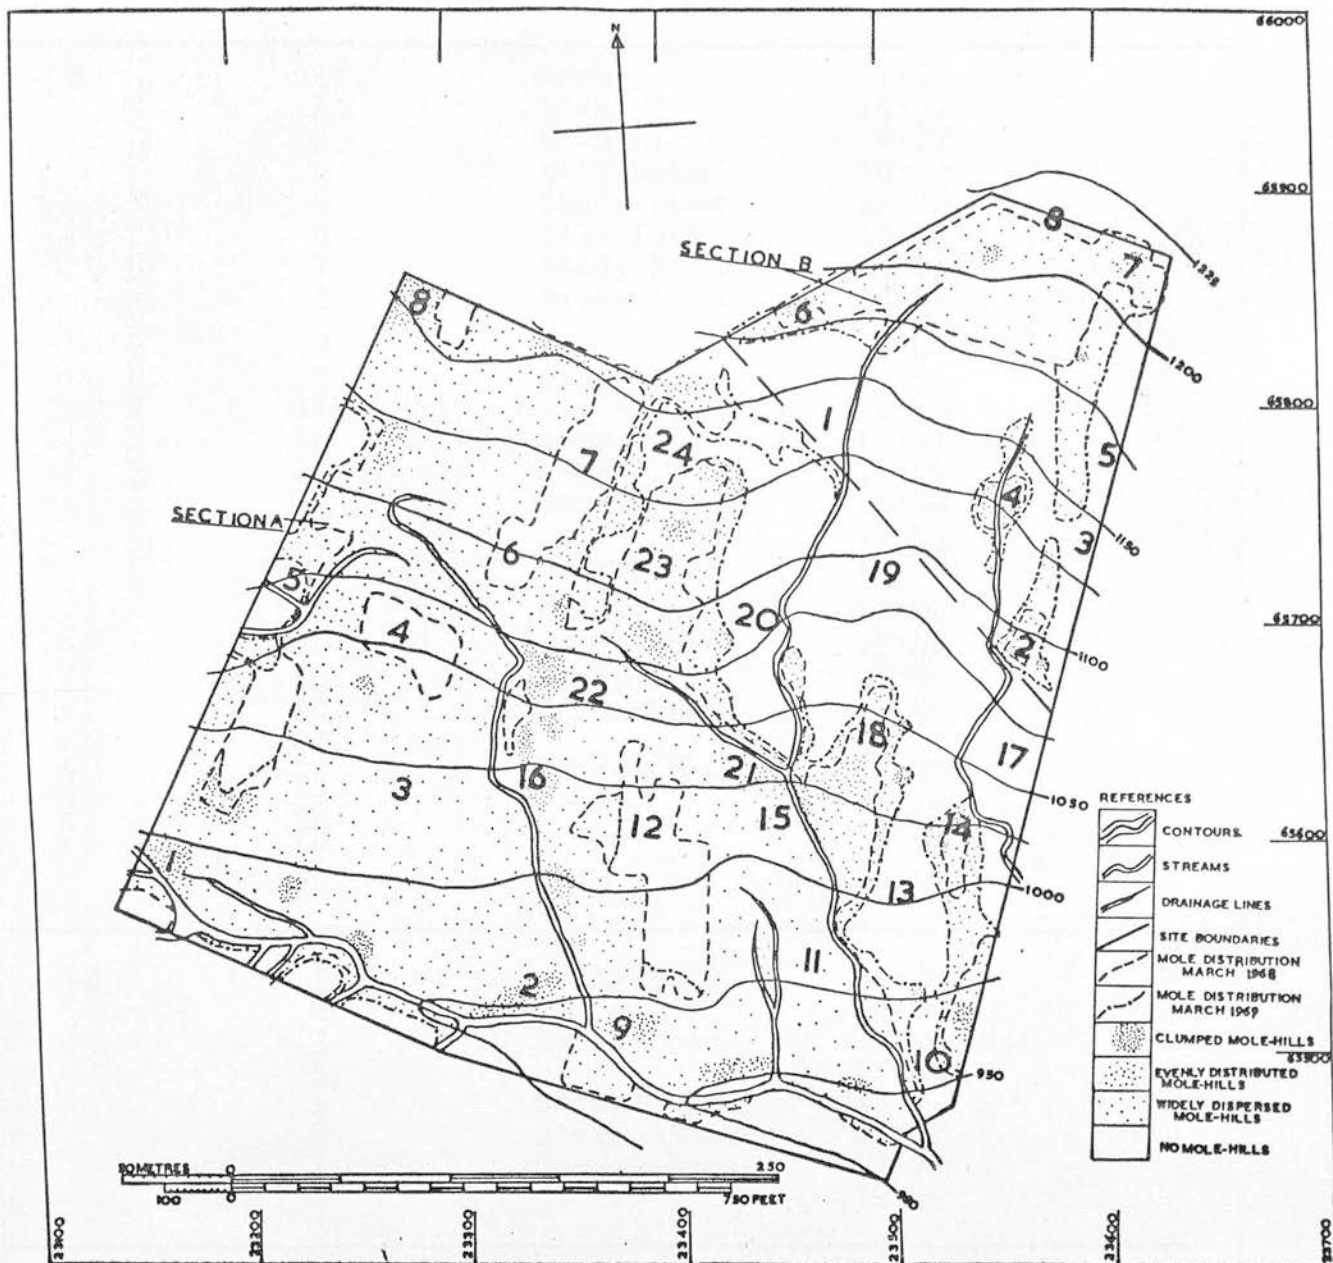 66000
N
65900
SECTION B
8
7
1225
6
8
1200
65800
1
24
7
5
4
SECTION A
3
1150
6
23
19
5
20
65700
4
2
1100
22
18
17
21
16
3
1050
REFERENCES
12
15
14
CONTOURS.
65600
1
STREAMS
13
1000
DRAINAGE LINES
SITE BOUNDARIES
11
MOLE DISTRIBUTION
MARCH 1968
2
MOLE DISTRIBUTION
MARCH 1969
9
CLUMPED MOLE-HILLS
10
950
EVENLY DISTRIBUTED
MOLE-HILLS
WIDELY DISPERSED
MOLE-HILLS
NO MOLE-HILLS
METRES 0 250
100 0 750 FEET
23200
23300
23400
23500
23600
23700